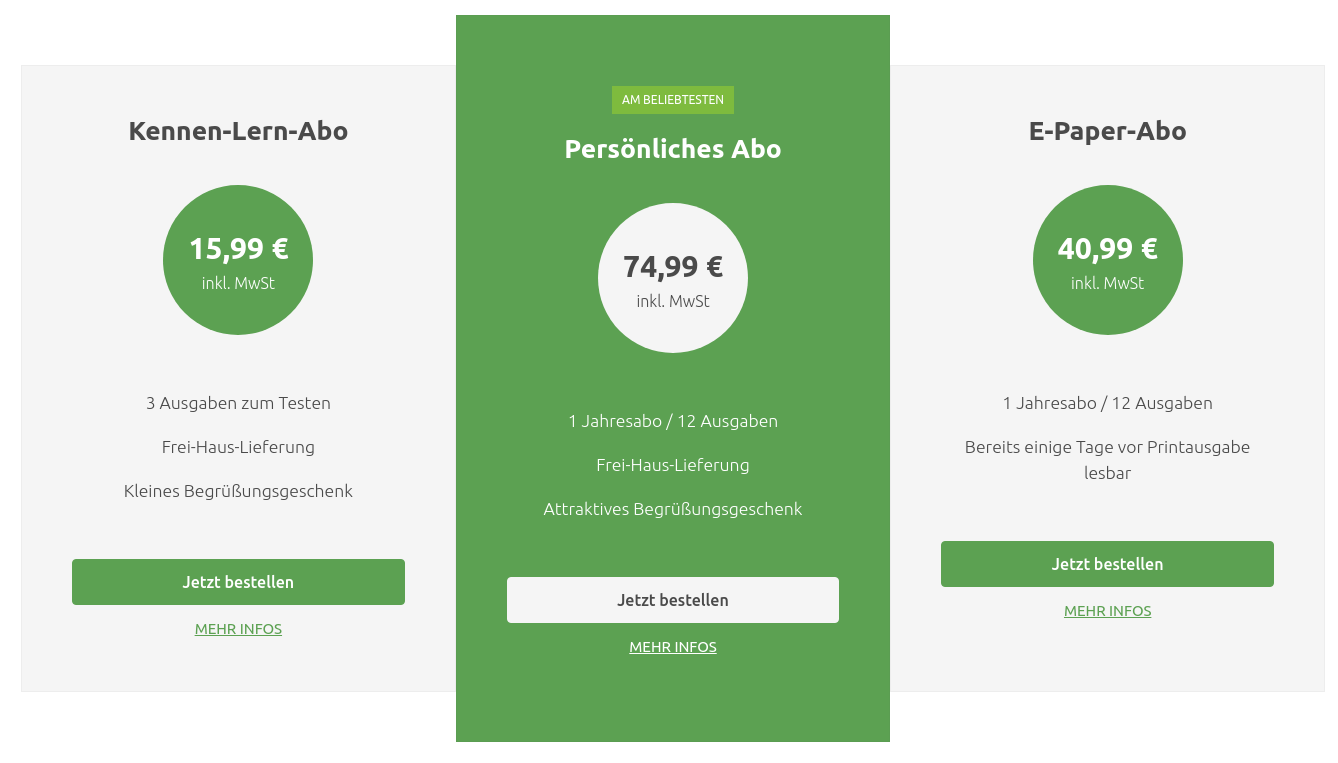 Kennen-Lern-Abo
15,99 €
inkl. MwSt
3 Ausgaben zum Testen
Frei-Haus-Lieferung
Kleines Begrüßungsgeschenk
Jetzt bestellen
MEHR INFOS
AM BELIEBTESTEN
Persönliches Abo
74,99 €
inkl. MwSt
1 Jahresabo / 12 Ausgaben
Frei-Haus-Lieferung
Attraktives Begrüßungsgeschenk
Jetzt bestellen
MEHR INFOS
E-Paper-Abo
40,99 €
inkl. MwSt
1 Jahresabo / 12 Ausgaben
Bereits einige Tage vor Printausgabe
lesbar
Jetzt bestellen
MEHR INFOS